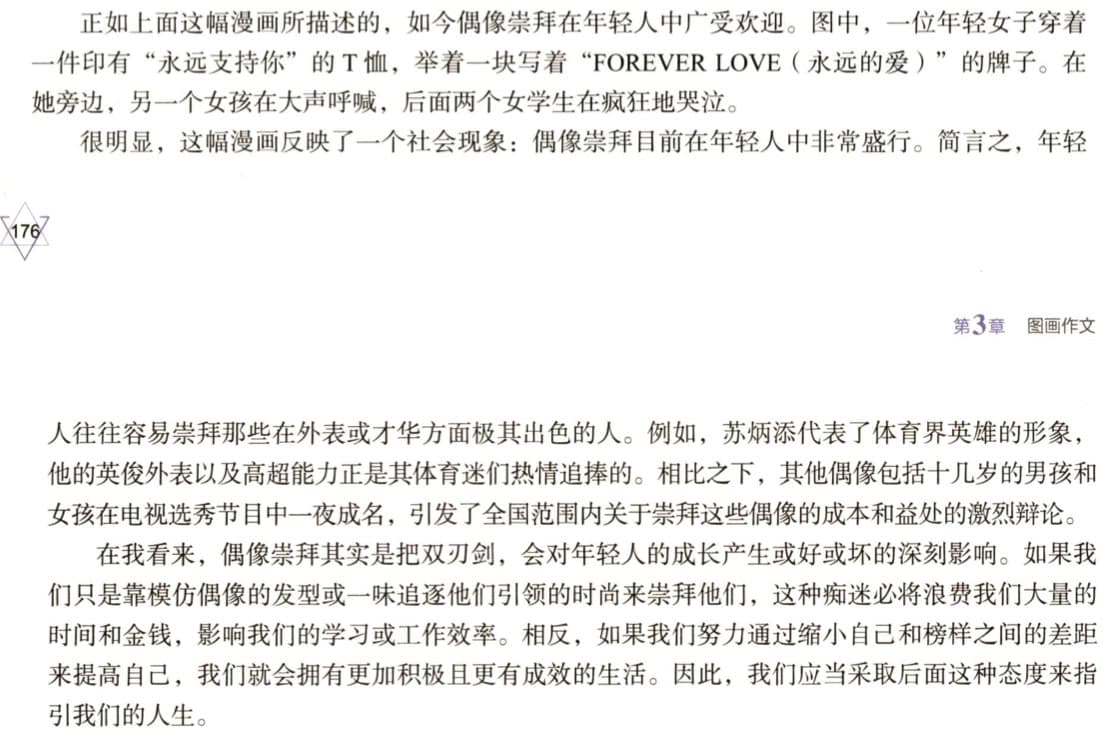 正如上面这幅漫画所描述的，如今偶像崇拜在年轻人中广受欢迎。图中，一位年轻女子穿着
一件印有“永远支持你”的T恤，举着一块写着“FOREVER LOVE（永远的爱）”的牌子。在
她旁边，另一个女孩在大声呼喊，后面两个女学生在疯狂地哭泣。
很明显，这幅漫画反映了一个社会现象：偶像崇拜目前在年轻人中非常盛行。简言之，年轻
176
第3章 图画作文
人往往容易崇拜那些在外表或才华方面极其出色的人。例如，苏炳添代表了体育界英雄的形象，
他的英俊外表以及高超能力正是其体育迷们热情追捧的。相比之下，其他偶像包括十几岁的男孩和
女孩在电视选秀节目中一夜成名，引发了全国范围内关于崇拜这些偶像的成本和益处的激烈辩论。
在我看来，偶像崇拜其实是把双刃剑，会对年轻人的成长产生或好或坏的深刻影响。如果我
们只是靠模仿偶像的发型或一味追逐他们引领的时尚来崇拜他们，这种痴迷必将浪费我们大量的
时间和金钱，影响我们的学习或工作效率。相反，如果我们努力通过缩小自己和榜样之间的差距
来提高自己，我们就会拥有更加积极且更有成效的生活。因此，我们应当采取后面这种态度来指
引我们的人生。